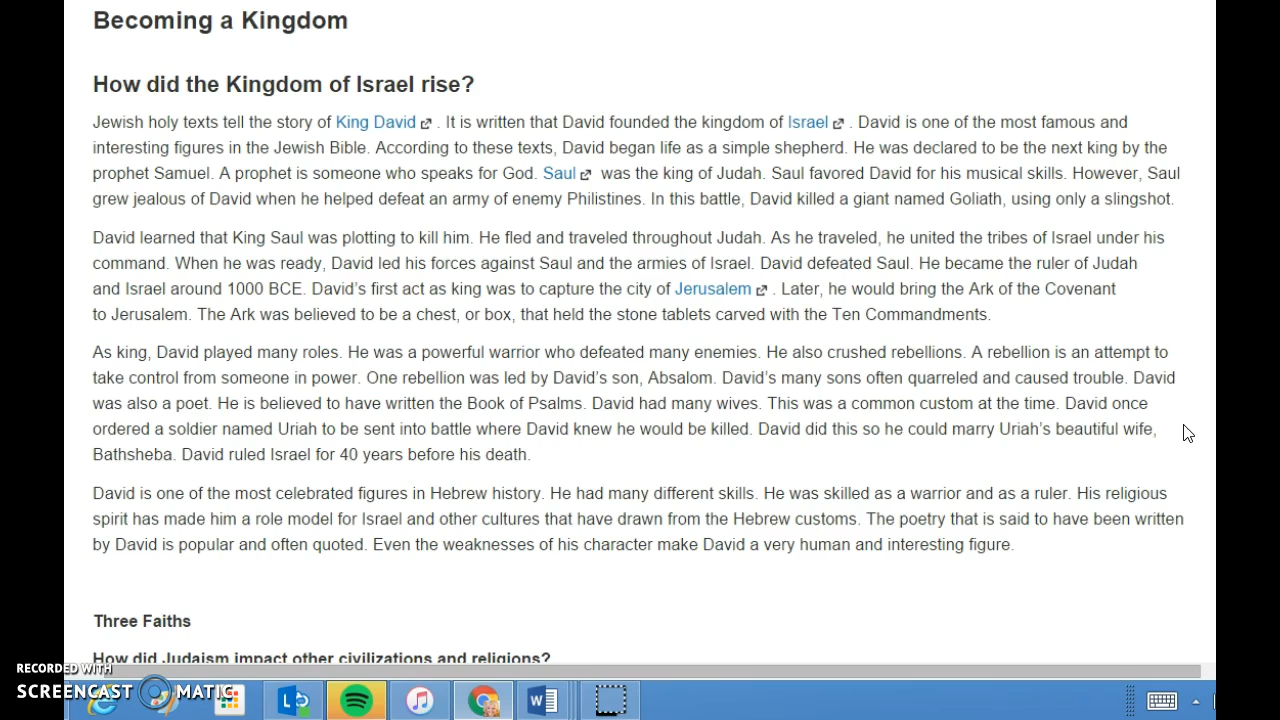 Becoming a Kingdom
How did the Kingdom of Israel rise?
Jewish holy texts tell the story of King David . It is written that David founded the kingdom of Israel . David is one of the most famous and
interesting figures in the Jewish Bible. According to these texts, David began life as a simple shepherd. He was declared to be the next king by the
prophet Samuel. A prophet is someone who speaks for God. Saul was the king of Judah. Saul favored David for his musical skills. However, Saul
grew jealous of David when he helped defeat an army of enemy Philistines. In this battle, David killed a giant named Goliath, using only a slingshot.
David learned that King Saul was plotting to kill him. He fled and traveled throughout Judah. As he traveled, he united the tribes of Israel under his
command. When he was ready, David led his forces against Saul and the armies of Israel. David defeated Saul. He became the ruler of Judah
and Israel around 1000 BCE. David's first act as king was to capture the city of Jerusalem . Later, he would bring the Ark of the Covenant
to Jerusalem. The Ark was believed to be a chest, or box, that held the stone tablets carved with the Ten Commandments.
As king, David played many roles. He was a powerful warrior who defeated many enemies. He also crushed rebellions. A rebellion is an attempt to
take control from someone in power. One rebellion was led by David's son, Absalom. David's many sons often quarreled and caused trouble. David
was also a poet. He is believed to have written the Book of Psalms. David had many wives. This was a common custom at the time. David once
ordered a soldier named Uriah to be sent into battle where David knew he would be killed. David did this so he could marry Uriah's beautiful wife,
Bathsheba. David ruled Israel for 40 years before his death.
David is one of the most celebrated figures in Hebrew history. He had many different skills. He was skilled as a warrior and as a ruler. His religious
spirit has made him a role model for Israel and other cultures that have drawn from the Hebrew customs. The poetry that is said to have been written
by David is popular and often quoted. Even the weaknesses of his character make David a very human and interesting figure.
Three Faiths
How did Judaism impact other civilizations and religions?
RECORDED WITH
SCREENCAST MATIC